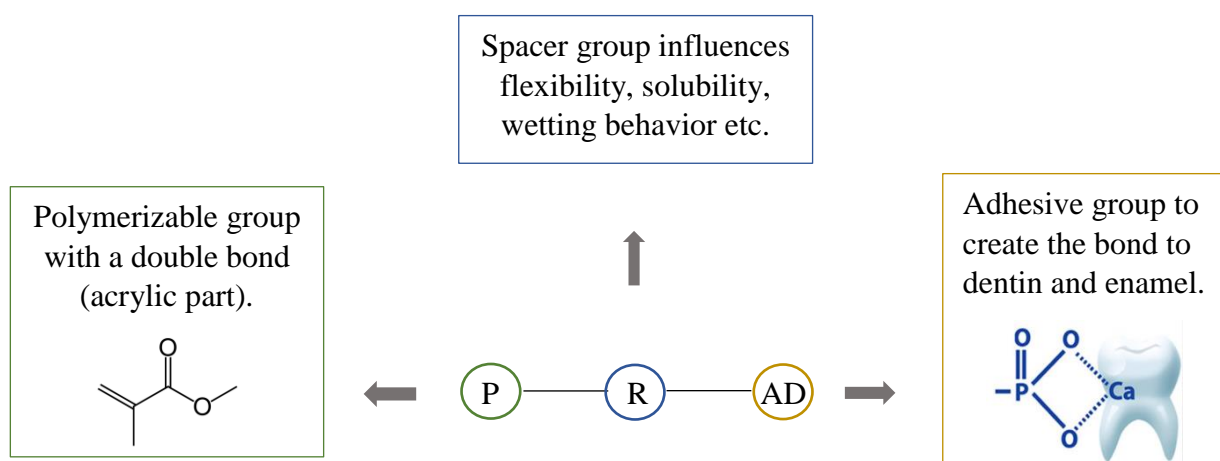 Spacer group influences
flexibility, solubility,
wetting behavior etc.
Polymerizable group
with a double bond
(acrylic part).
O
O
P
R
AD
Adhesive group to
create the bond to
dentin and enamel.
O
O
–P
Ca
O